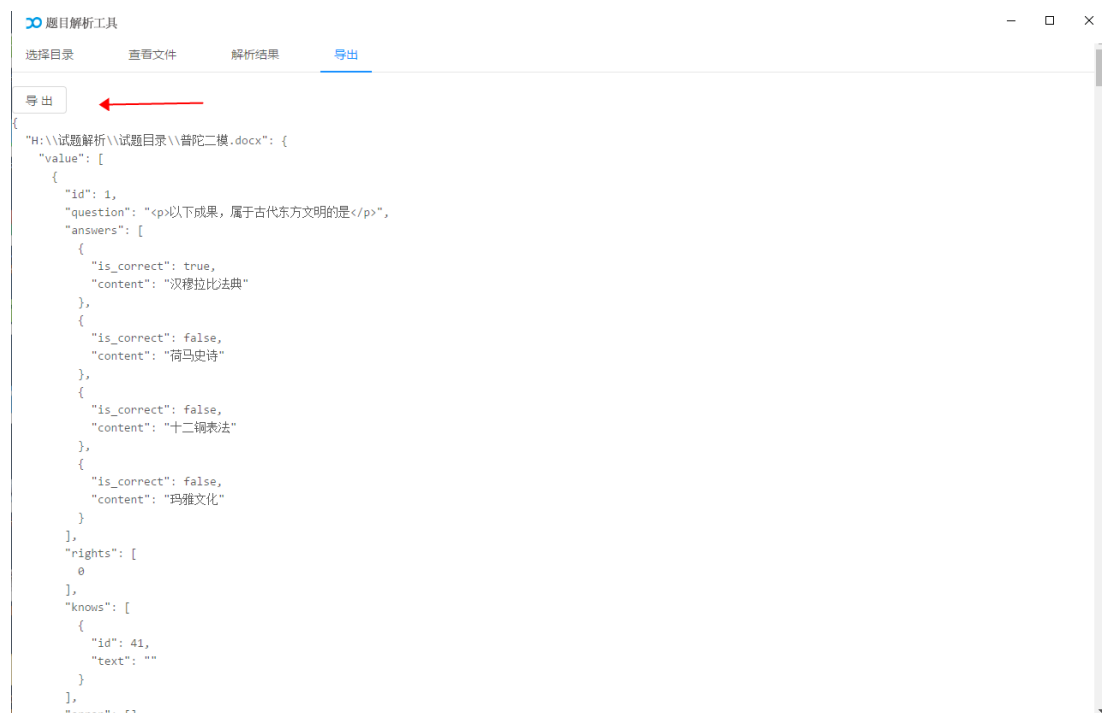 题目解析工具
选择目录 查看文件 解析结果 导出
导 出
{
"H:\\试题解析\\试题目录\\普陀二模.docx": {
"value": [
{
"id": 1,
"question": "<p>以下成果，属于古代东方文明的是</p>",
"answers": [
{
"is_correct": true,
"content": "汉穆拉比法典"
},
{
"is_correct": false,
"content": "荷马史诗"
},
{
"is_correct": false,
"content": "十二铜表法"
},
{
"is_correct": false,
"content": "玛雅文化"
}
],
"rights": [
0
],
"knows": [
{
"id": 41,
"text": ""
}
],